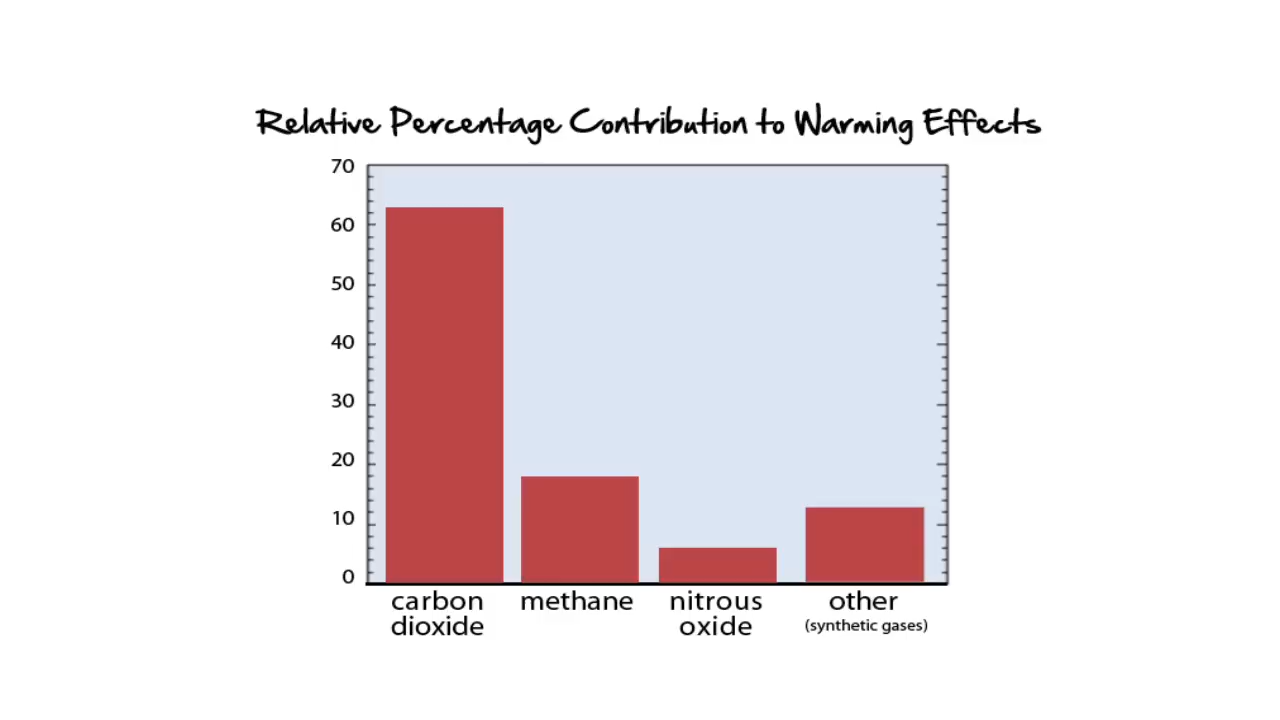 Relative Percentage Contribution to Warming Effects
70
60
50
40
30
20
10
0
carbon dioxide
methane
nitrous oxide
other
(synthetic gases)